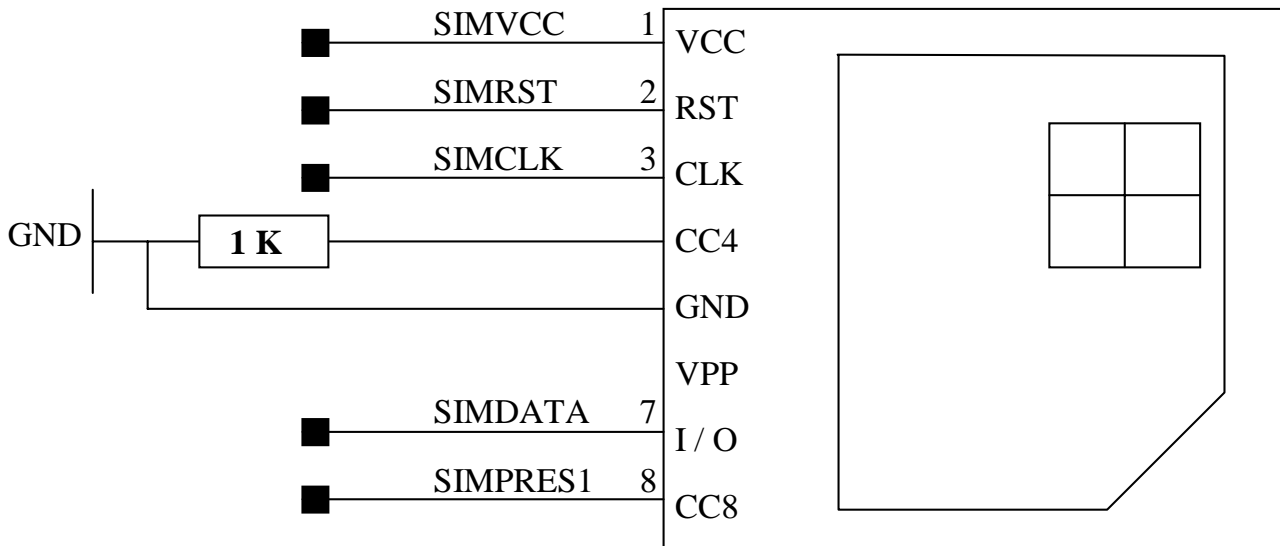 SIMVCC 1 VCC
SIMRST 2 RST
SIMCLK 3 CLK
GND 1 K CC4
GND
VPP
SIMDATA 7 I / O
SIMPRES1 8 CC8